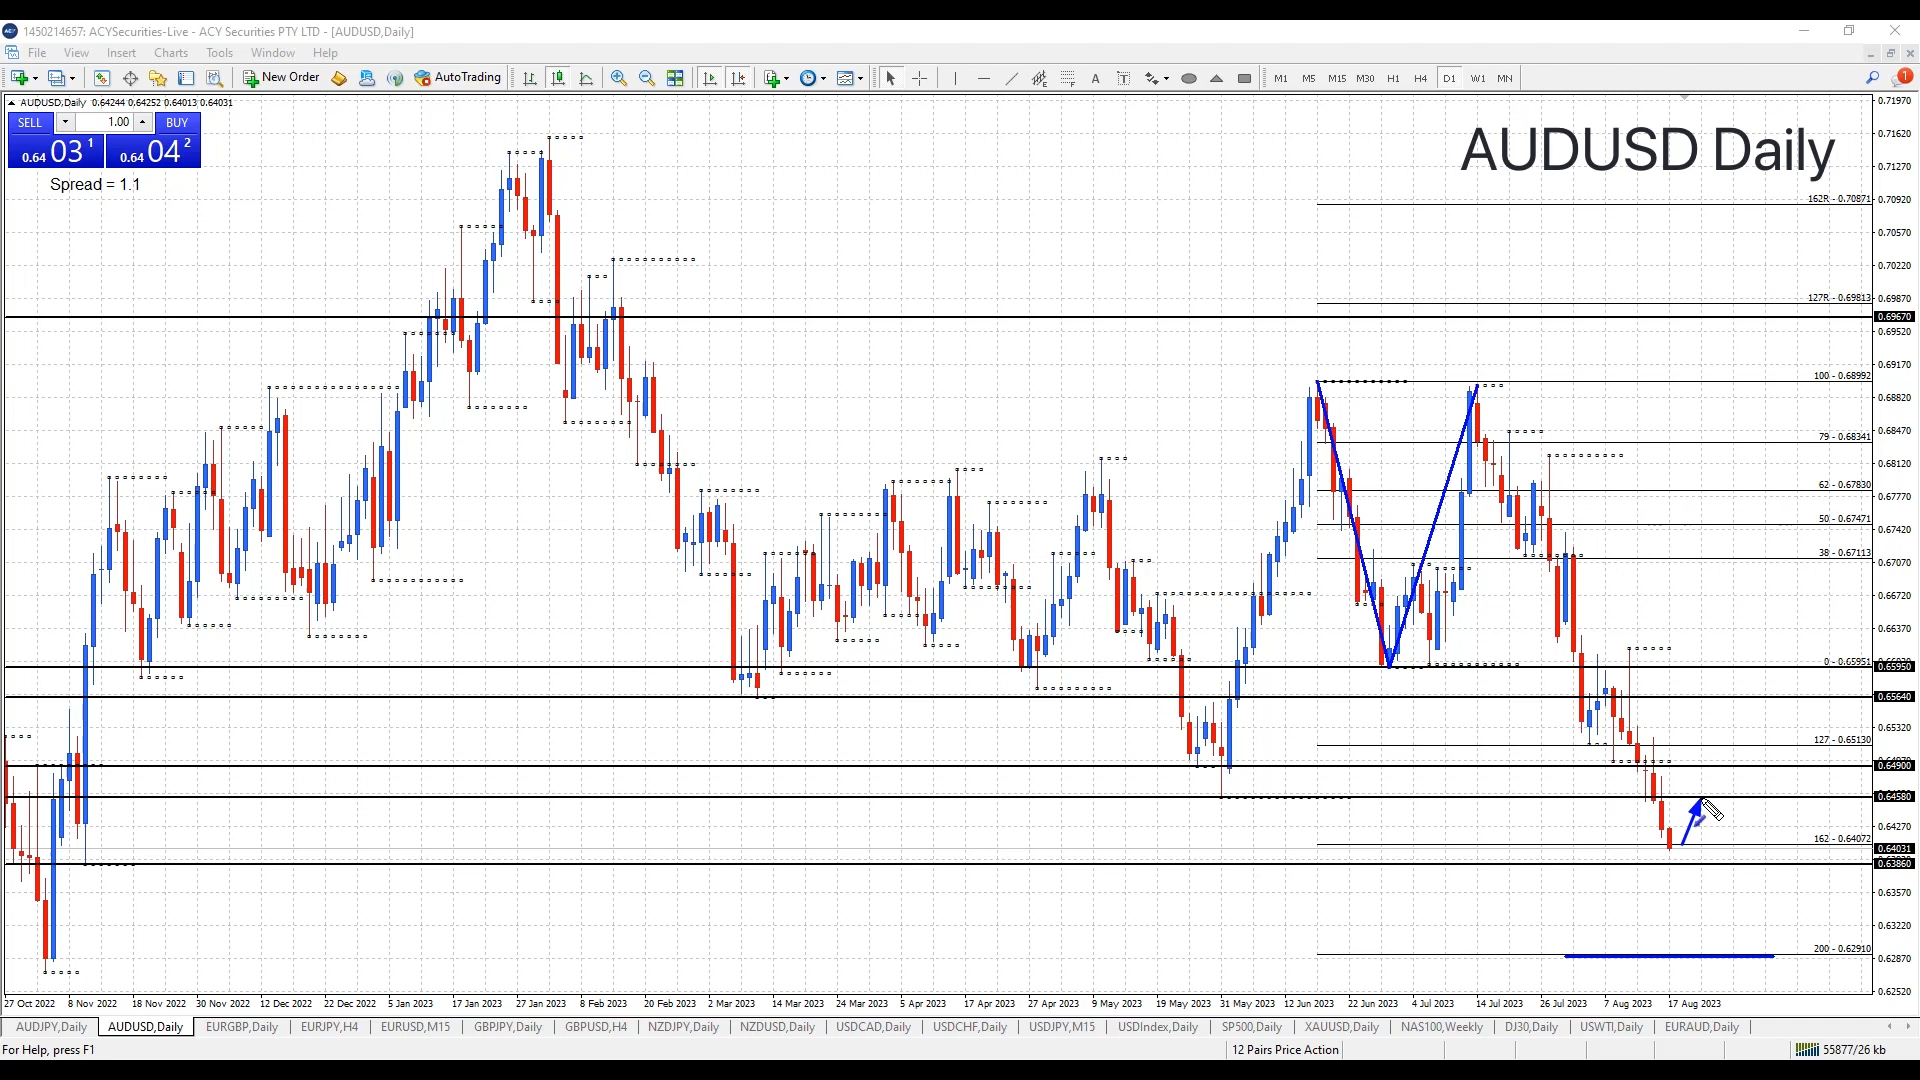 1450214657: ACYSecurities-Live - ACY Securities PTY LTD - [AUDUSD,Daily]
File View Insert Charts Tools Window Help
New Order AutoTrading A T M1 M5 M15 M30 H1 H4 D1 W1 MN 1
AUDUSD,Daily 0.64244 0.64252 0.64013 0.64031
SELL 1.00 BUY
0.64 03 1 0.64 04 2
Spread = 1.1
AUDUSD Daily
0.71970
0.71620
0.71270
162R - 0.70871
0.70920
0.70570
0.70220
127R - 0.69813
0.69870
0.69670
0.69520
0.69170
100 - 0.68992
0.68820
79 - 0.68341
0.68470
0.68120
62 - 0.67830
0.67770
50 - 0.67471
0.67420
38 - 0.67113
0.67070
0.66720
0.66370
0 - 0.65951
0.65950
0.65640
0.65320
127 - 0.65130
0.64900
0.64580
0.64270
162 - 0.64072
0.64031
0.63860
0.63570
0.63220
200 - 0.62910
0.62870
0.62520
27 Oct 2022 8 Nov 2022 18 Nov 2022 30 Nov 2022 12 Dec 2022 22 Dec 2022 5 Jan 2023 17 Jan 2023 27 Jan 2023 8 Feb 2023 20 Feb 2023 2 Mar 2023 14 Mar 2023 24 Mar 2023 5 Apr 2023 17 Apr 2023 27 Apr 2023 9 May 2023 19 May 2023 31 May 2023 12 Jun 2023 22 Jun 2023 4 Jul 2023 14 Jul 2023 26 Jul 2023 7 Aug 2023 17 Aug 2023
AUDJPY,Daily AUDUSD,Daily EURGBP,Daily EURJPY,H4 EURUSD,M15 GBPJPY,Daily GBPUSD,H4 NZDJPY,Daily NZDUSD,Daily USDCAD,Daily USDCHF,Daily USDJPY,M15 USDIndex,Daily SP500,Daily XAUUSD,Daily NAS100,Weekly DJ30,Daily USWTI,Daily EURAUD,Daily
For Help, press F1 12 Pairs Price Action 55877/26 kb